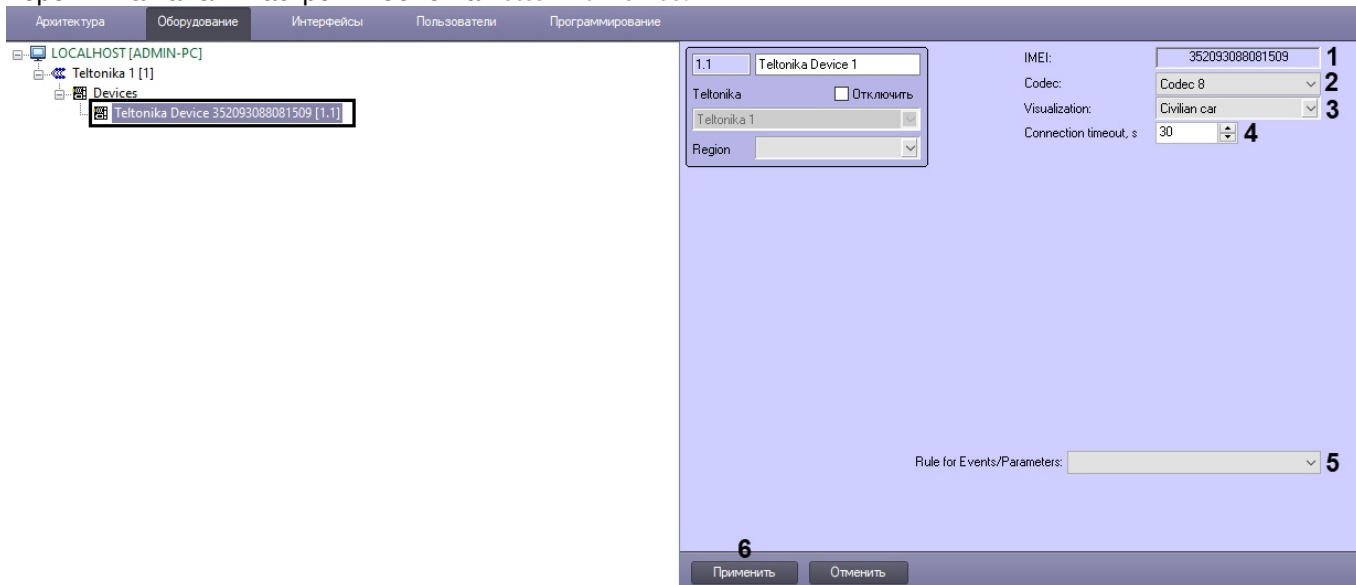 Архитектура Оборудование Интерфейсы Пользователи Программирование
LOCALHOST [ADMIN-PC]
Teltonika 1 [1]
Devices
Teltonika Device 352093088081509 [1.1]
1.1 Teltonika Device 1
Teltonika Отключить
Teltonika 1
Region
IMEI: 352093088081509 1
Codec: Codec 8 2
Visualization: Civilian car 3
Connection timeout, s 30 4
Rule for Events/Parameters: 5
6
Применить Отменить